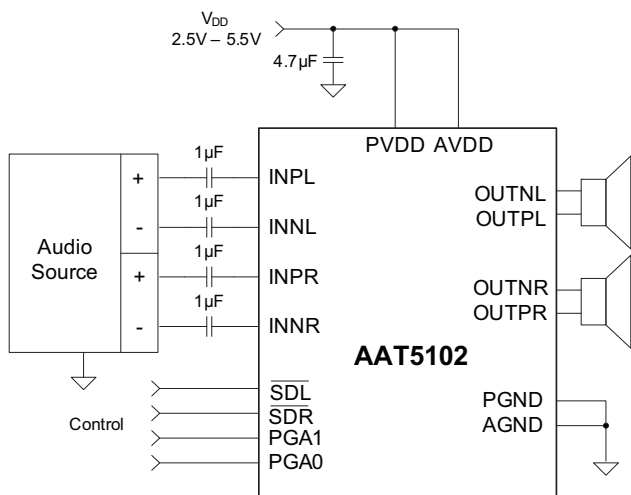 VDD
2.5V – 5.5V
4.7µF
PVDD AVDD
1µF
+
INPL
OUTNL
OUTPL
1µF
-
INNL
Audio
Source
1µF
+
INPR
OUTNR
OUTPR
1µF
-
INNR
AAT5102
SDL
SDR
PGA1
PGA0
Control
PGND
AGND